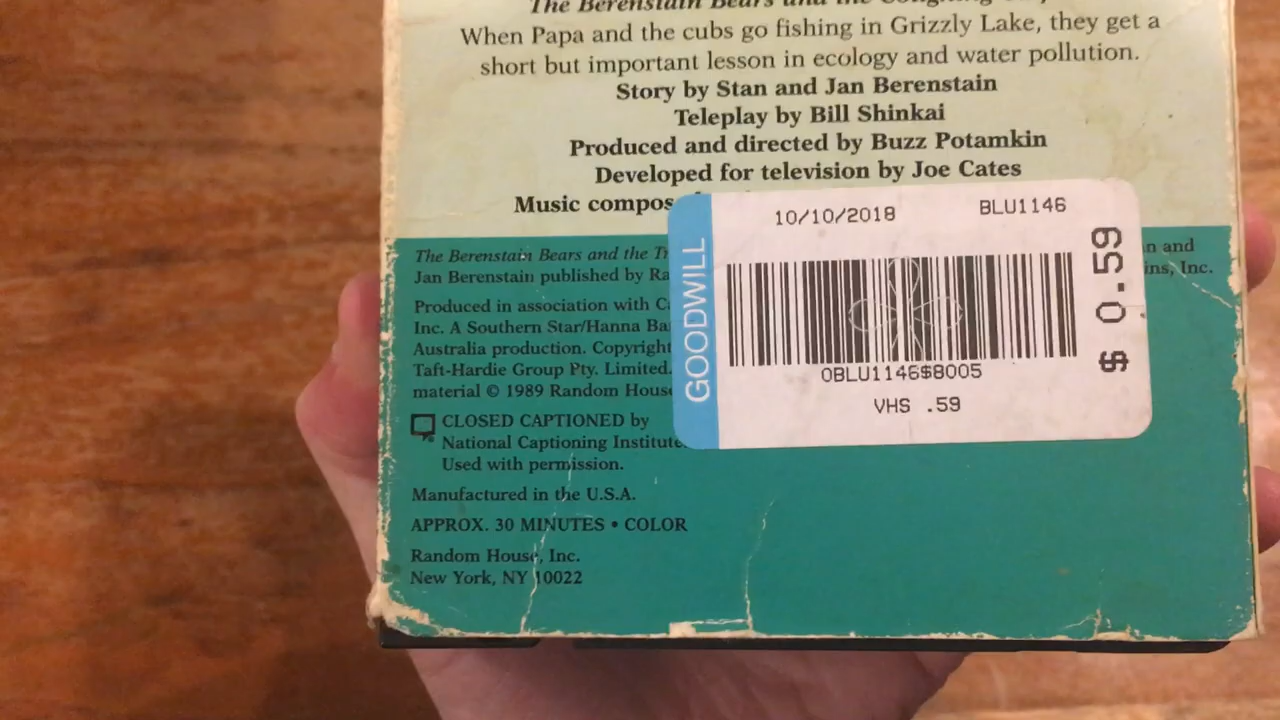 The Berenstain Bears and the Coughing
When Papa and the cubs go fishing in Grizzly Lake, they get a
short but important lesson in ecology and water pollution.
Story by Stan and Jan Berenstain
Teleplay by Bill Shinkai
Produced and directed by Buzz Potamkin
Developed for television by Joe Cates
Music compos
The Berenstain Bears and the Tr
n and
Jan Berenstain published by Ra
ins, Inc.
Produced in association with C
Inc. A Southern Star/Hanna Ba
Australia production. Copyright
Taft-Hardie Group Pty. Limited.
material © 1989 Random House
CLOSED CAPTIONED by
National Captioning Institute.
Used with permission.
Manufactured in the U.S.A.
APPROX. 30 MINUTES • COLOR
Random House, Inc.
New York, NY 10022
GOODWILL
10/10/2018 BLU1146
0BLU1146$8005
VHS .59
$ 0.59